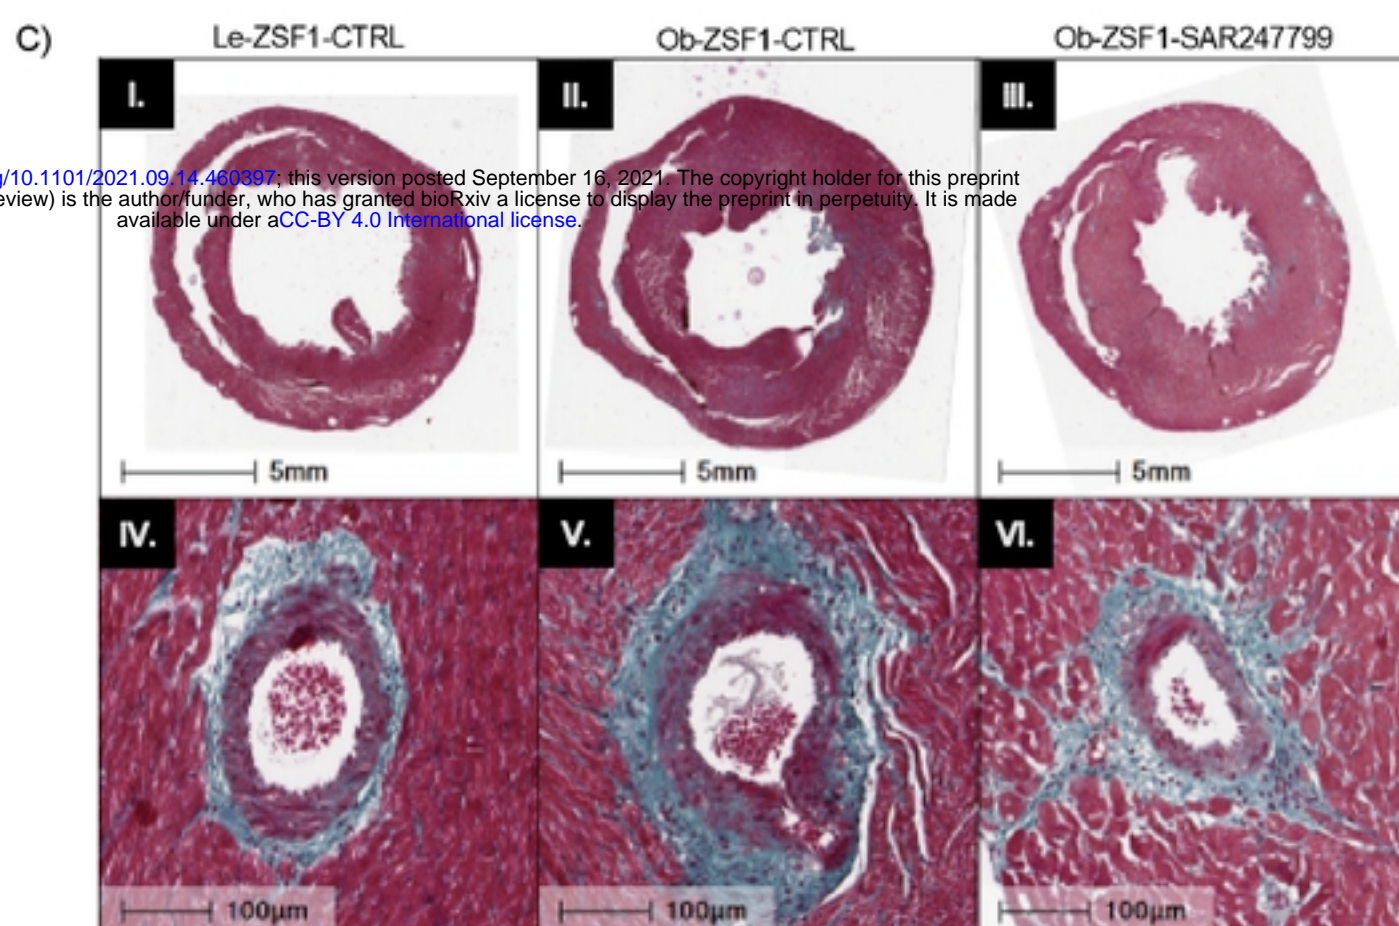 C)
Le-ZSF1-CTRL Ob-ZSF1-CTRL Ob-ZSF1-SAR247799
I. II. III.
/10.1101/2021.09.14.460397; this version posted September 16, 2021. The copyright holder for this preprint
eview) is the author/funder, who has granted bioRxiv a license to display the preprint in perpetuity. It is made
available under aCC-BY 4.0 International license.
5mm 5mm 5mm
IV. V. VI.
100µm 100µm 100µm